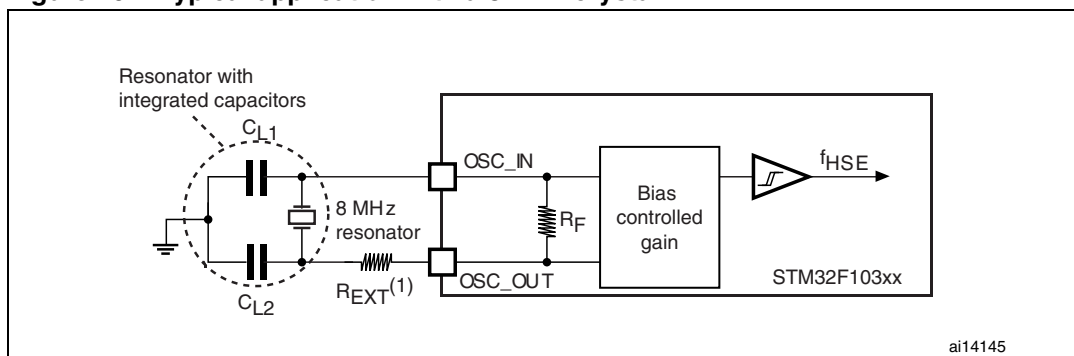 Resonator with
integrated capacitors
CL1
OSC_IN
fHSE
8 MHz
resonator
RF
Bias
controlled
gain
REXT(1)
OSC_OUT
STM32F103xx
CL2
ai14145